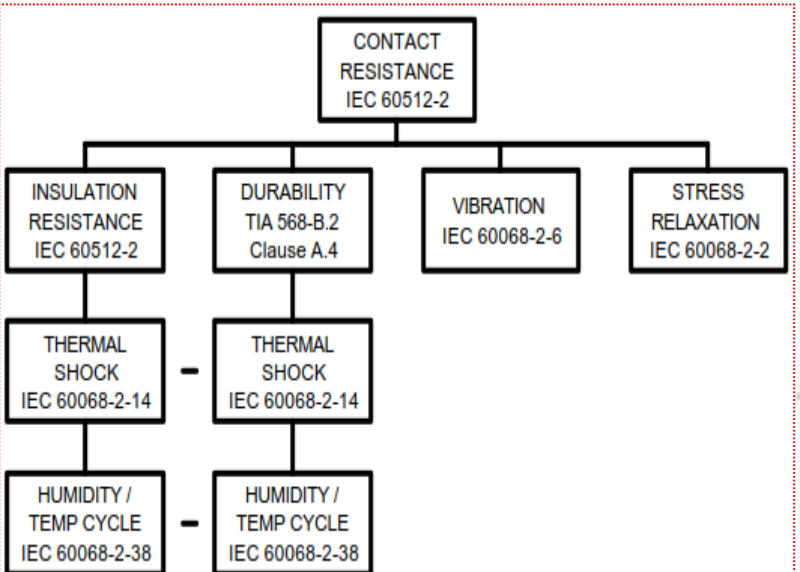 CONTACT
RESISTANCE
IEC 60512-2
INSULATION
RESISTANCE
IEC 60512-2
DURABILITY
TIA 568-B.2
Clause A.4
VIBRATION
IEC 60068-2-6
STRESS
RELAXATION
IEC 60068-2-2
THERMAL
SHOCK
IEC 60068-2-14
THERMAL
SHOCK
IEC 60068-2-14
HUMIDITY /
TEMP CYCLE
IEC 60068-2-38
HUMIDITY /
TEMP CYCLE
IEC 60068-2-38